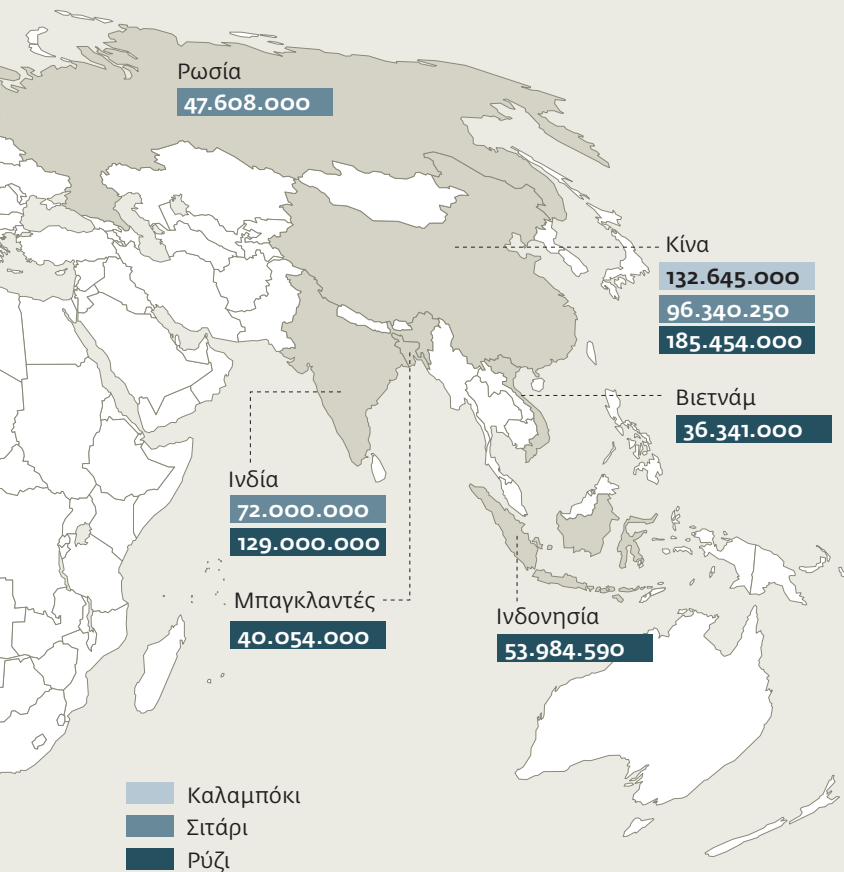 Ρωσία
47.608.000
Κίνα
132.645.000
96.340.250
185.454.000
Βιετνάμ
36.341.000
Ινδία
72.000.000
129.000.000
Μπαγκλαντές
40.054.000
Ινδονησία
53.984.590
Καλαμπόκι
Σιτάρι
Ρύζι